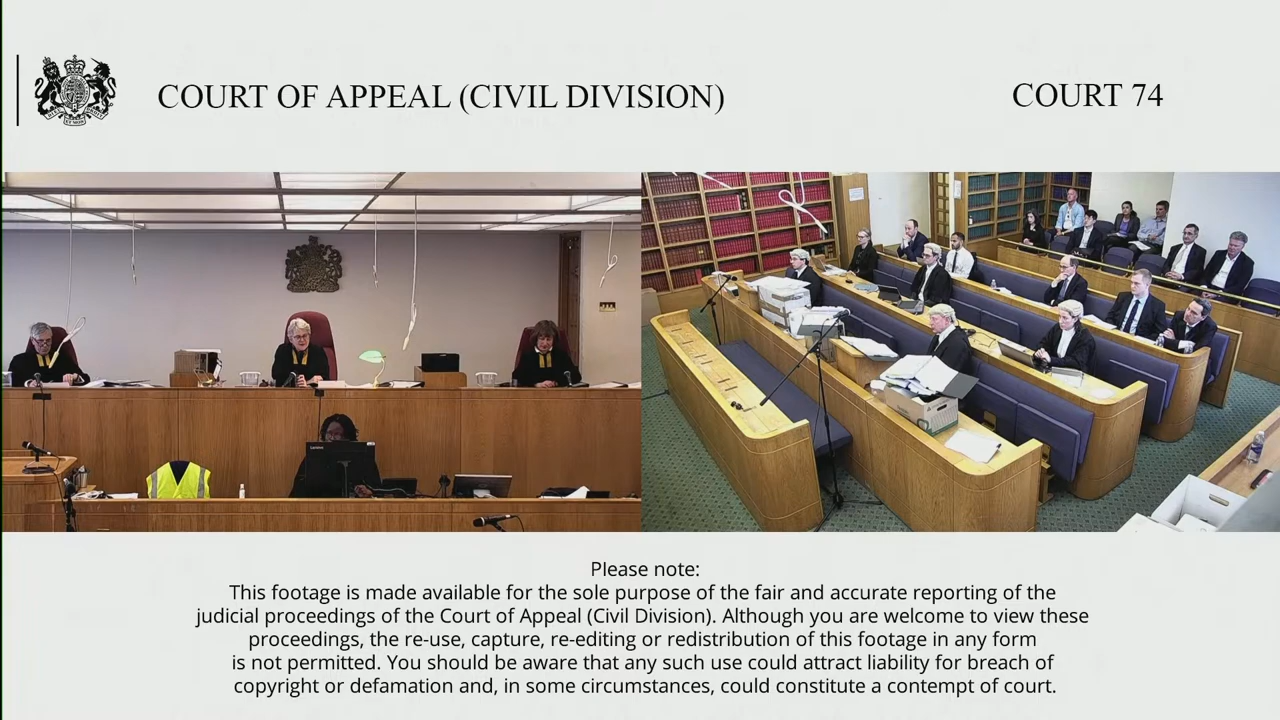 COURT OF APPEAL (CIVIL DIVISION)
COURT 74
Lenovo
Please note:
This footage is made available for the sole purpose of the fair and accurate reporting of the
judicial proceedings of the Court of Appeal (Civil Division). Although you are welcome to view these
proceedings, the re-use, capture, re-editing or redistribution of this footage in any form
is not permitted. You should be aware that any such use could attract liability for breach of
copyright or defamation and, in some circumstances, could constitute a contempt of court.